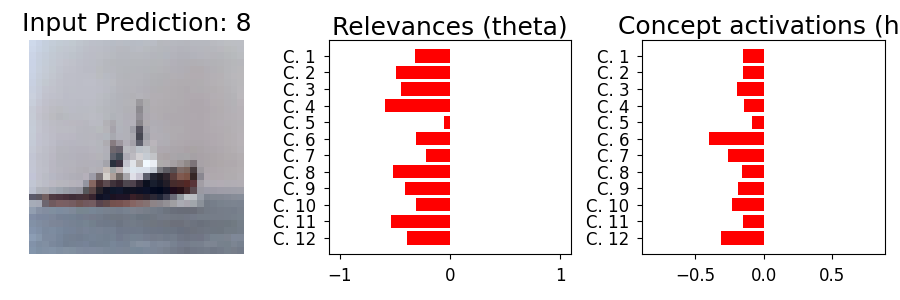 Input Prediction: 8
Relevances (theta)
Concept activations (h
C. 1
C. 2
C. 3
C. 4
C. 5
C. 6
C. 7
C. 8
C. 9
C. 10
C. 11
C. 12
−1
0
1
C. 1
C. 2
C. 3
C. 4
C. 5
C. 6
C. 7
C. 8
C. 9
C. 10
C. 11
C. 12
−0.5
0.0
0.5